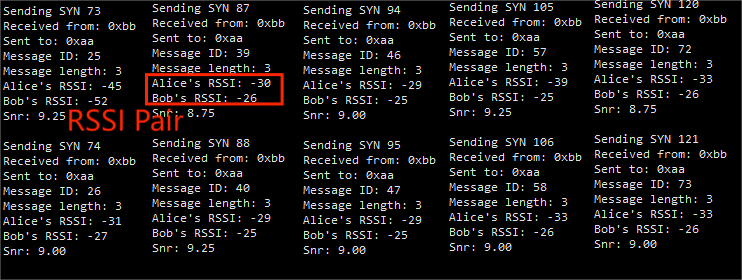 Sending SYN 73
Received from: 0xbb
Sent to: 0xaa
Message ID: 25
Message length: 3
Alice's RSSI: -45
Bob's RSSI: -52
Snr: 9.25
Sending SYN 74
Received from: 0xbb
Sent to: 0xaa
Message ID: 26
Message length: 3
Alice's RSSI: -31
Bob's RSSI: -27
Snr: 9.00
Sending SYN 87
Received from: 0xbb
Sent to: 0xaa
Message ID: 39
Message length: 3
Alice's RSSI: -30
Bob's RSSI: -26
Snr: 8.75
RSSI Pair
Sending SYN 88
Received from: 0xbb
Sent to: 0xaa
Message ID: 40
Message length: 3
Alice's RSSI: -29
Bob's RSSI: -25
Snr: 9.25
Sending SYN 94
Received from: 0xbb
Sent to: 0xaa
Message ID: 46
Message length: 3
Alice's RSSI: -29
Bob's RSSI: -25
Snr: 9.00
Sending SYN 95
Received from: 0xbb
Sent to: 0xaa
Message ID: 47
Message length: 3
Alice's RSSI: -29
Bob's RSSI: -25
Snr: 9.00
Sending SYN 105
Received from: 0xbb
Sent to: 0xaa
Message ID: 57
Message length: 3
Alice's RSSI: -39
Bob's RSSI: -25
Snr: 9.00
Sending SYN 106
Received from: 0xbb
Sent to: 0xaa
Message ID: 58
Message length: 3
Alice's RSSI: -33
Bob's RSSI: -26
Snr: 9.00
Sending SYN 120
Received from: 0xbb
Sent to: 0xaa
Message ID: 72
Message length: 3
Alice's RSSI: -33
Bob's RSSI: -26
Snr: 8.75
Sending SYN 121
Received from: 0xbb
Sent to: 0xaa
Message ID: 73
Message length: 3
Alice's RSSI: -33
Bob's RSSI: -26
Snr: 9.00